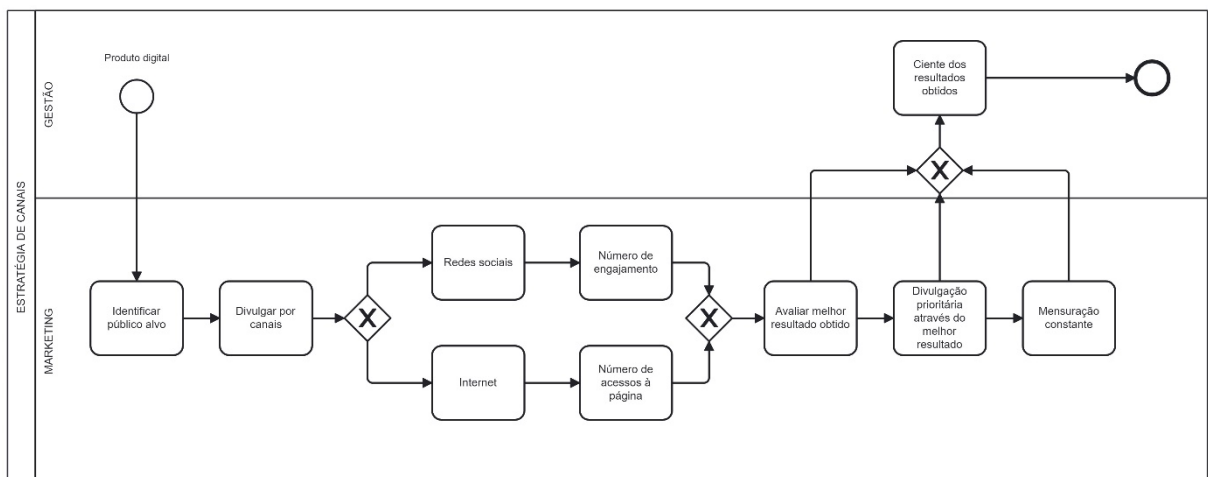 ESTRATÉGIA DE CANAIS
GESTÃO
Produto digital
Ciente dos
resultados
obtidos
X
MARKETING
Identificar
público alvo
Divulgar por
canais
X
Redes sociais
Número de
engajamento
Internet
Número de
acessos à
página
X
Avaliar melhor
resultado obtido
Divulgação
prioritária
através do
melhor
resultado
Mensuração
constante